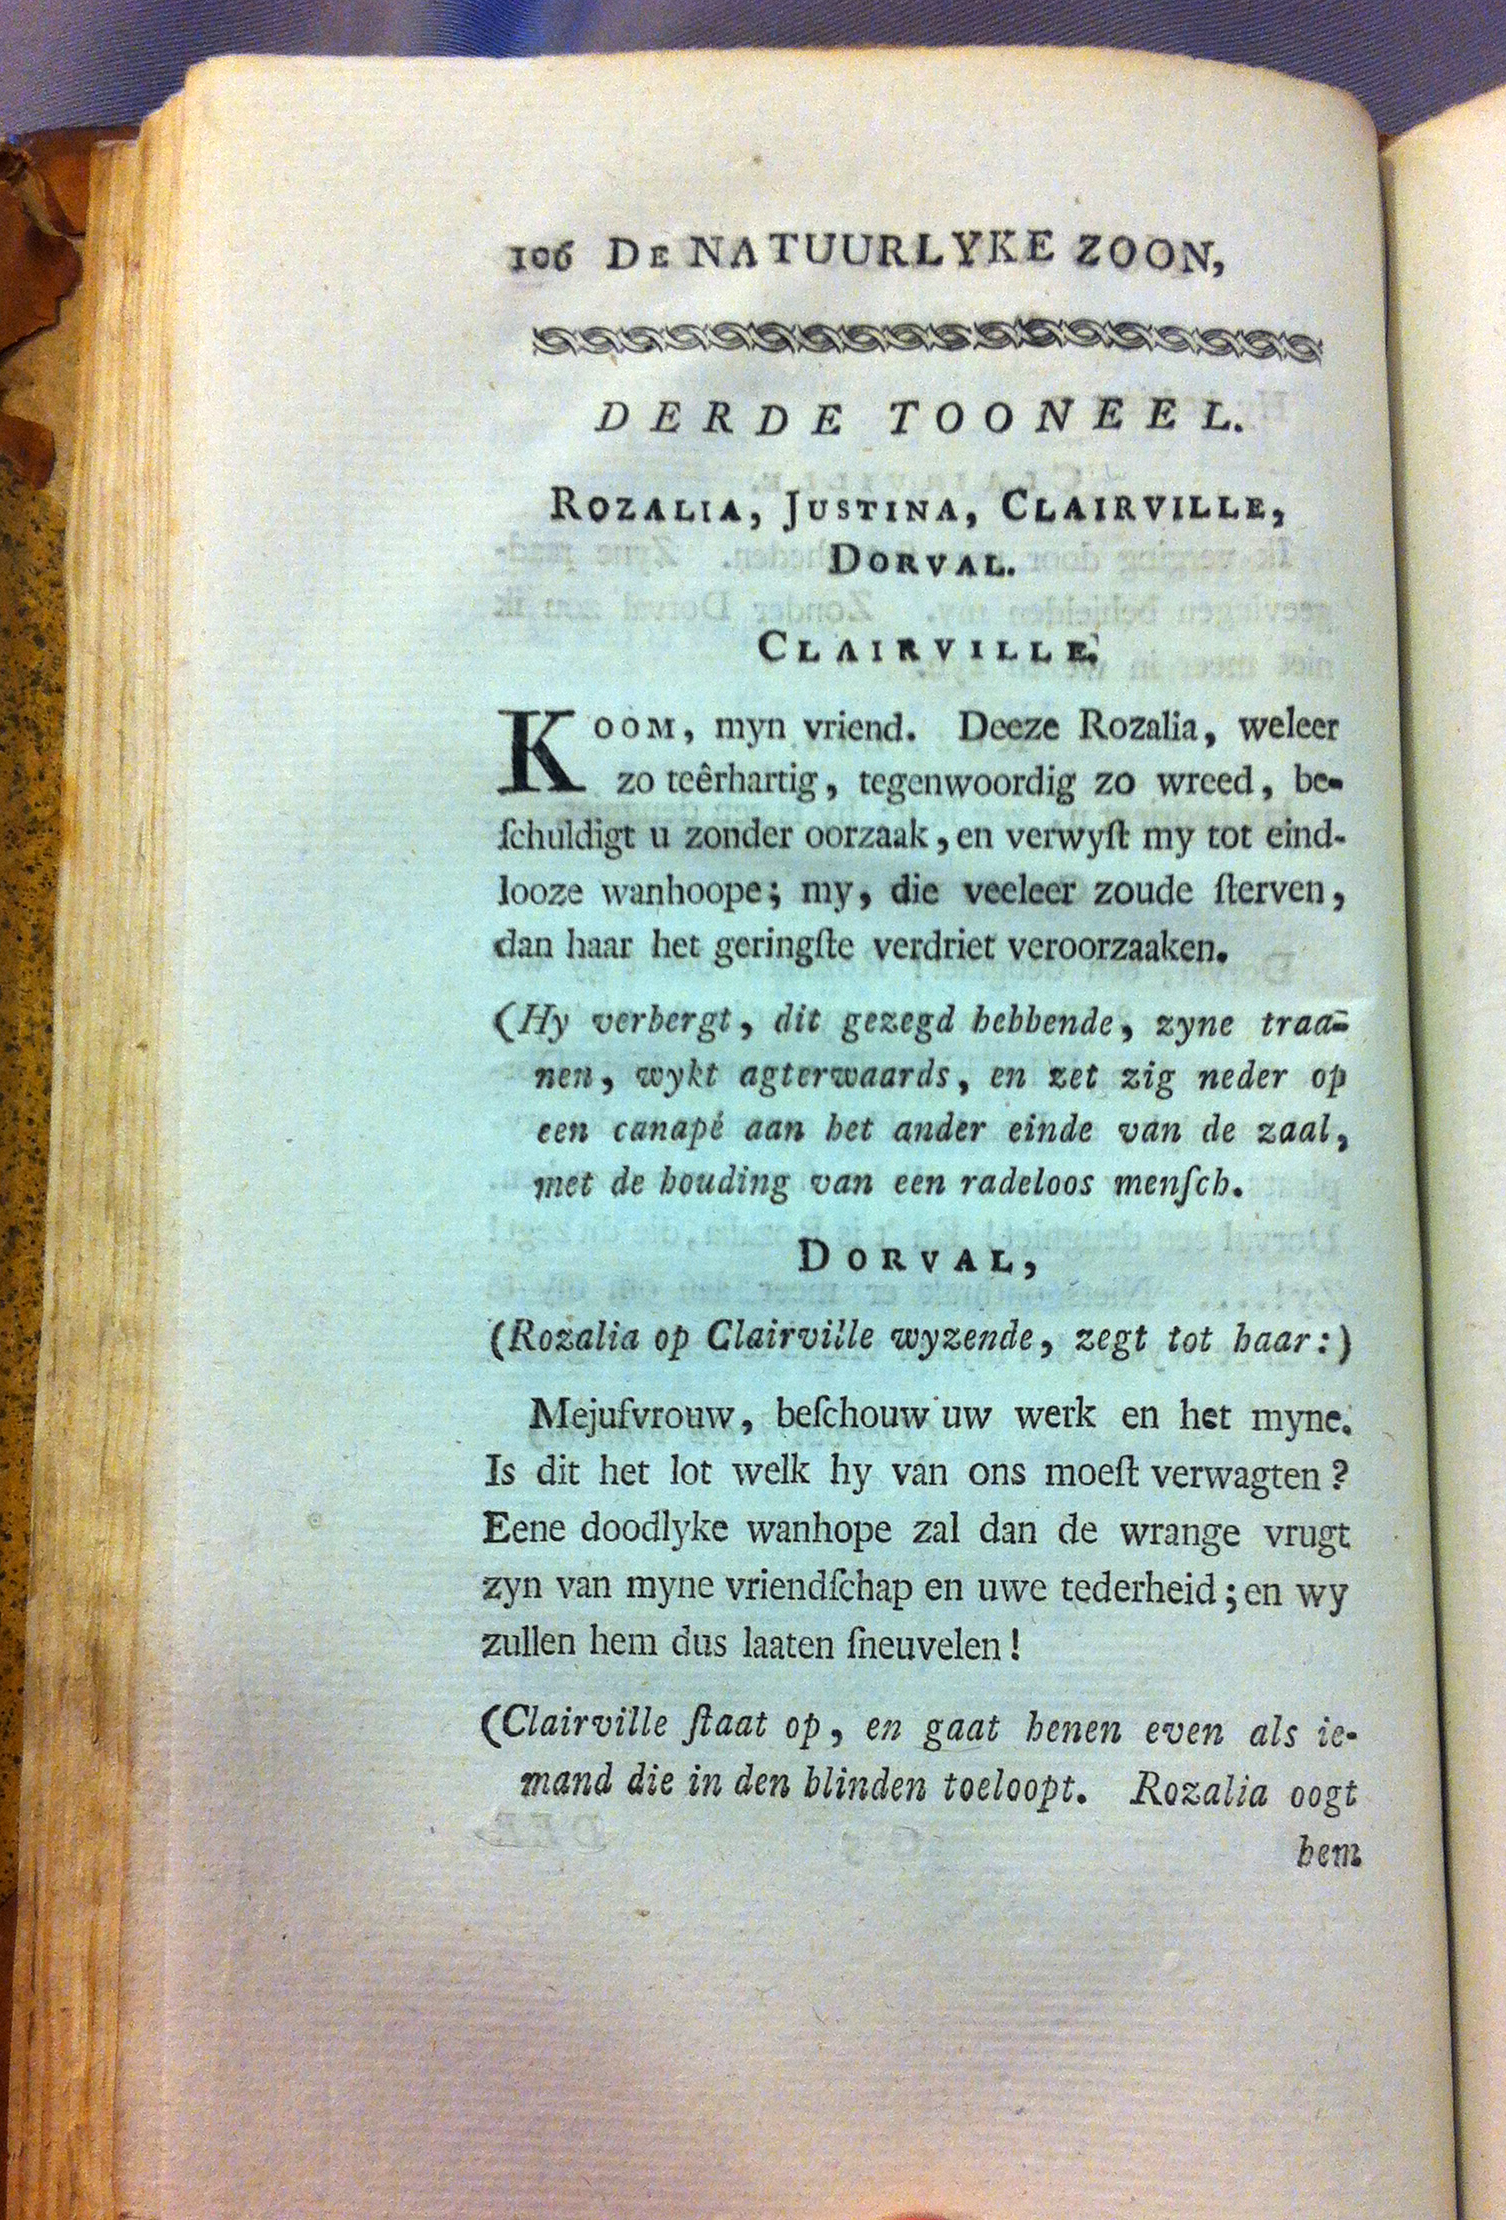 106 DE NATUURLYKE ZOON,
DERDE TOONEEL.
ROZALIA, JUSTINA, CLAIRVILLE,
DORVAL.
CLAIRVILLE.
KOOM, myn vriend. Deeze Rozalia, weleer
zo teêrhartig, tegenwoordig zo wreed, be-
ſchuldigt u zonder oorzaak, en verwyſt my tot eind-
looze wanhoope; my, die veeleer zoude ſterven,
dan haar het geringſte verdriet veroorzaaken.
(Hy verbergt, dit gezegd hebbende, zyne traa-
nen, wykt agterwaards, en zet zig neder op
een canapé aan het ander einde van de zaal,
met de houding van een radeloos menſch.
DORVAL,
(Rozalia op Clairville wyzende, zegt tot haar:)
Mejufvrouw, beſchouw uw werk en het myne.
Is dit het lot welk hy van ons moeſt verwagten?
Eene doodlyke wanhope zal dan de wrange vrugt
zyn van myne vriendſchap en uwe tederheid; en wy
zullen hem dus laaten ſneuvelen!
(Clairville ſtaat op, en gaat henen even als ie-
mand die in den blinden toeloopt. Rozalia oogt
hem